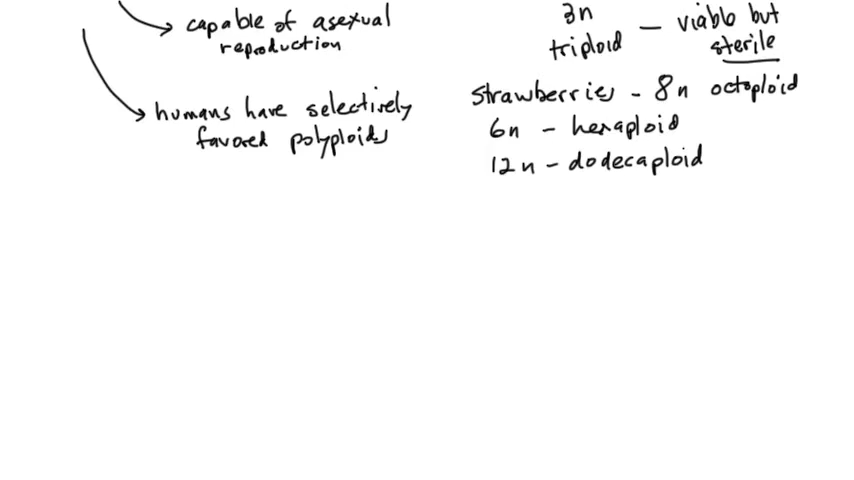 capable of asexual
reproduction
humans have selectively
favored polyploids
3n
triploid — viable but
sterile
strawberries - 8n octoploid
6n - hexaploid
12n - dodecaploid